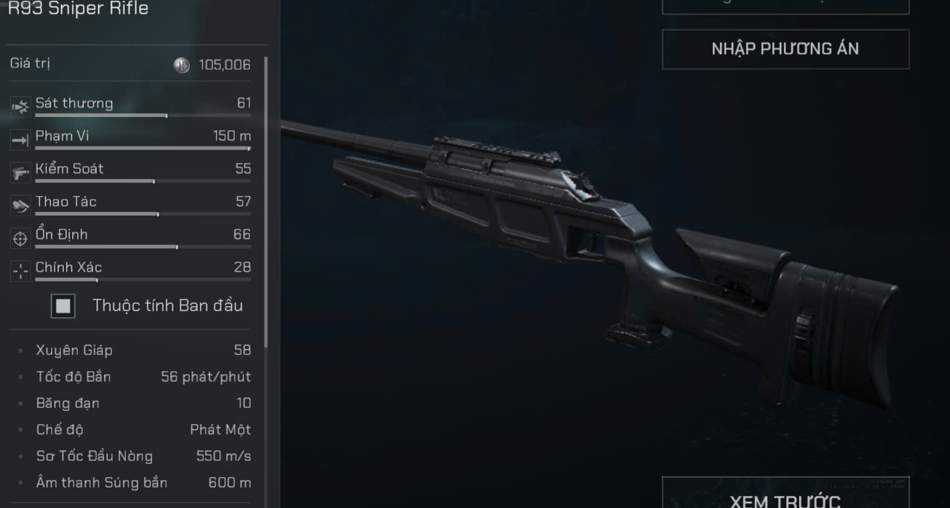 R93 Sniper Rifle
NHẬP PHƯƠNG ÁN
Giá trị 105,006
Sát thương 61
Phạm Vi 150 m
Kiểm Soát 55
Thao Tác 57
Ổn Định 66
Chính Xác 28
Thuộc tính Ban đầu
Xuyên Giáp 58
Tốc độ Bắn 56 phát/phút
Băng đạn 10
Chế độ Phát Một
Sơ Tốc Đầu Nòng 550 m/s
Âm thanh Súng bắn 600 m
XEM TRƯỚC